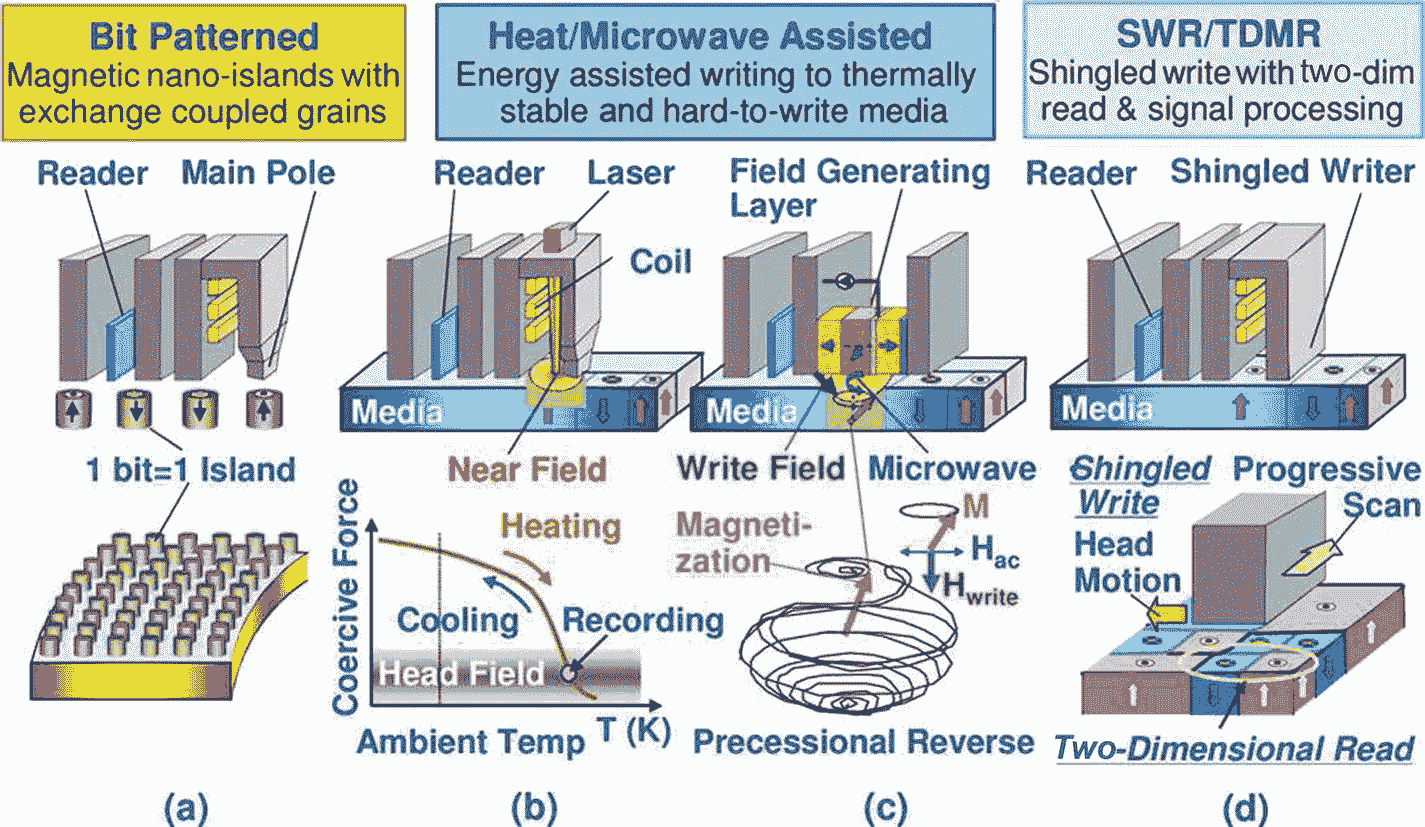 Bit Patterned
Magnetic nano-islands with
exchange coupled grains
Heat/Microwave Assisted
Energy assisted writing to thermally
stable and hard-to-write media
SWR/TDMR
Shingled write with two-dim
read & signal processing
Reader
Main Pole
1 bit=1 Island
(a)
Reader
Laser
Coil
Media
Near Field
Coercive Force
Heating
Cooling
Recording
Head Field
Ambient Temp
T (K)
(b)
Field Generating
Layer
Media
Write Field
Microwave
Magneti-
zation
M
Hac
Hwrite
Precessional Reverse
(c)
Reader
Shingled Writer
Media
Shingled
Write
Progressive
Scan
Head
Motion
Two-Dimensional Read
(d)